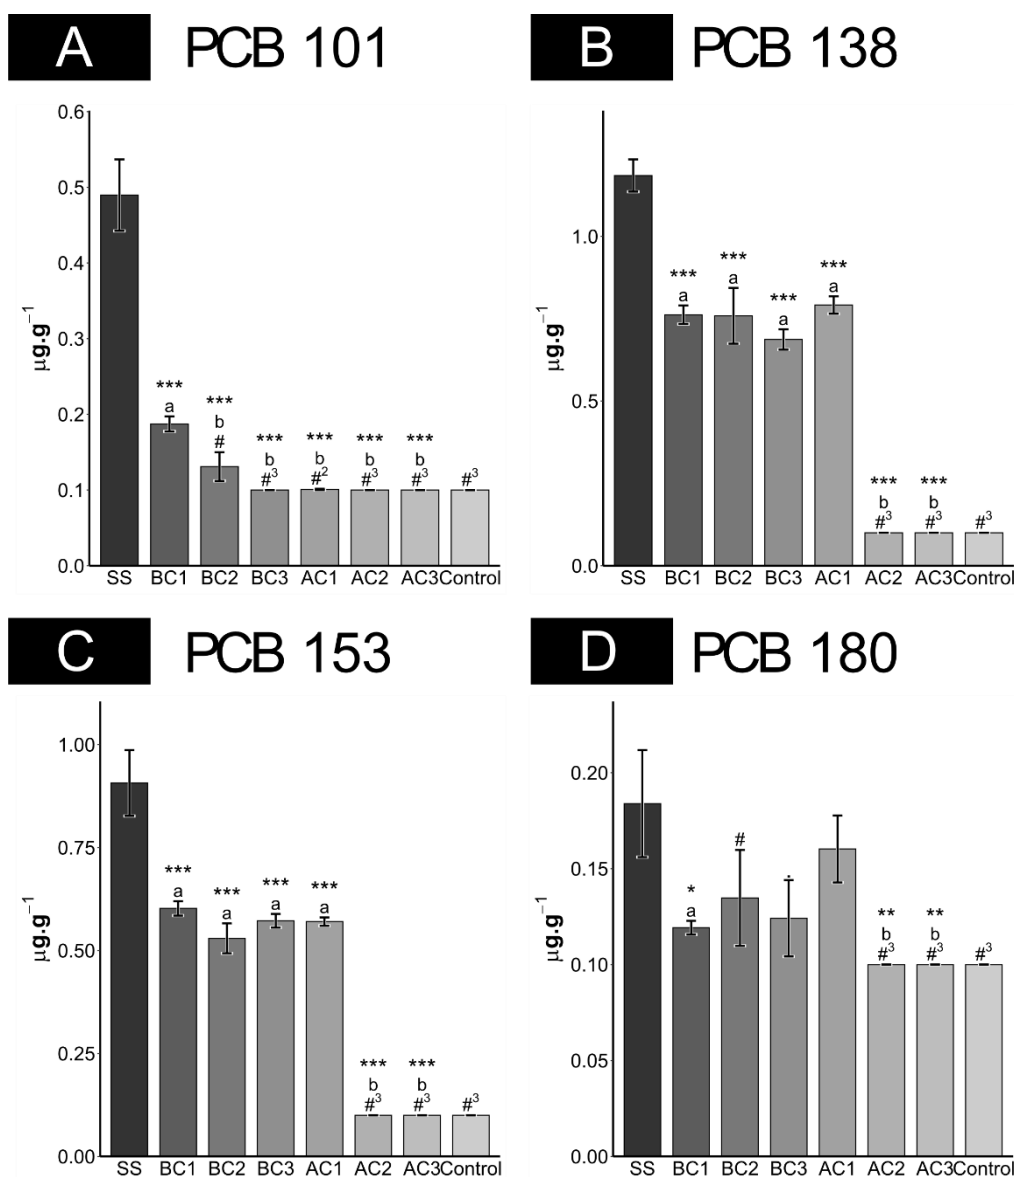 A PCB 101
0.6
0.5
0.4
0.3
0.2
0.1
0.0
µg.g⁻¹
***
a
***
b
#
***
b
#³
***
b
#²
***
b
#³
***
b
#³
#³
SS BC1 BC2 BC3 AC1 AC2 AC3 Control
B PCB 138
1.0
0.5
0.0
µg.g⁻¹
***
a
***
a
***
a
***
a
***
b
#³
***
b
#³
#³
SS BC1 BC2 BC3 AC1 AC2 AC3 Control
C PCB 153
1.00
0.75
0.50
0.25
0.00
µg.g⁻¹
***
a
***
a
***
a
***
a
***
b
#³
***
b
#³
#³
SS BC1 BC2 BC3 AC1 AC2 AC3 Control
D PCB 180
0.20
0.15
0.10
0.05
0.00
µg.g⁻¹
*
a
#
.
**
b
#³
**
b
#³
#³
SS BC1 BC2 BC3 AC1 AC2 AC3 Control